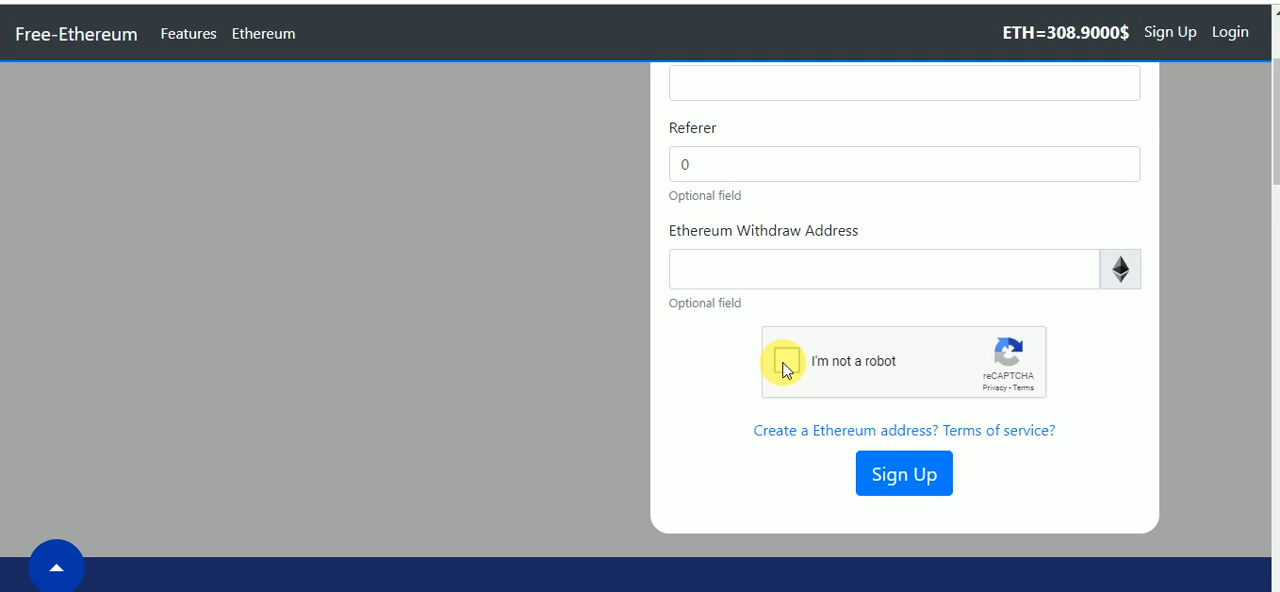 Free-Ethereum Features Ethereum ETH=308.9000$ Sign Up Login
Referer
0
Optional field
Ethereum Withdraw Address
Optional field
I'm not a robot
reCAPTCHA
Privacy - Terms
Create a Ethereum address? Terms of service?
Sign Up